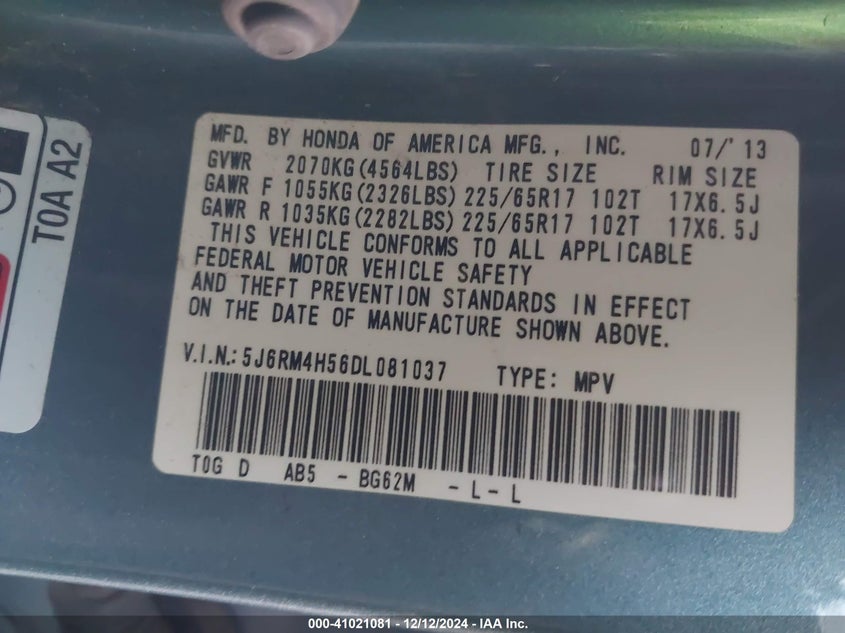 T0A A2
MFD. BY HONDA OF AMERICA MFG., INC. 07/'13
GVWR 2070KG(4564LBS) TIRE SIZE RIM SIZE
GAWR F 1055KG(2326LBS) 225/65R17 102T 17X6.5J
GAWR R 1035KG(2282LBS) 225/65R17 102T 17X6.5J
THIS VEHICLE CONFORMS TO ALL APPLICABLE
FEDERAL MOTOR VEHICLE SAFETY
AND THEFT PREVENTION STANDARDS IN EFFECT
ON THE DATE OF MANUFACTURE SHOWN ABOVE.
V.I.N.:5J6RM4H56DL081037 TYPE: MPV
T0G D AB5 - BG62M - L - L
000-41021081 - 12/12/2024 - IAA Inc.